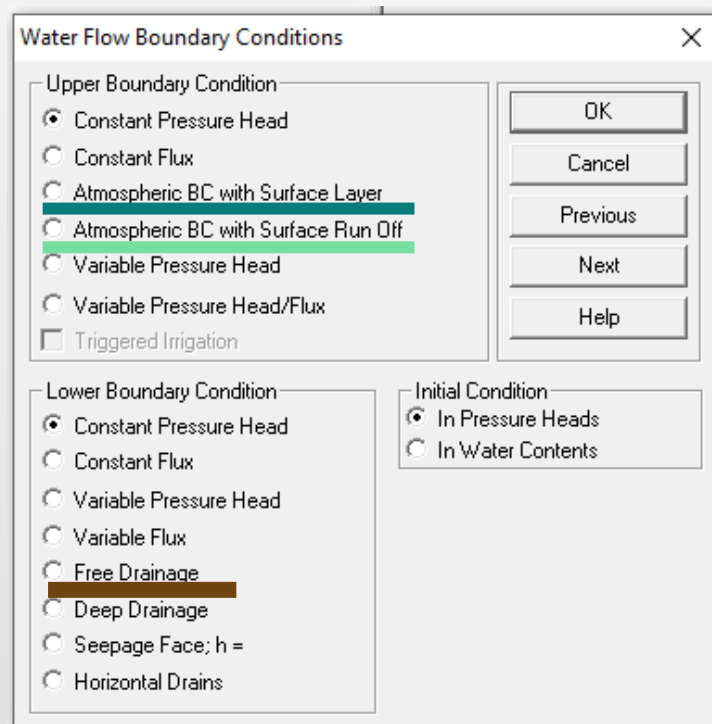 Water Flow Boundary Conditions
Upper Boundary Condition
Constant Pressure Head
Constant Flux
Atmospheric BC with Surface Layer
Atmospheric BC with Surface Run Off
Variable Pressure Head
Variable Pressure Head/Flux
Triggered Irrigation
OK
Cancel
Previous
Next
Help
Lower Boundary Condition
Constant Pressure Head
Constant Flux
Variable Pressure Head
Variable Flux
Free Drainage
Deep Drainage
Seepage Face; h =
Horizontal Drains
Initial Condition
In Pressure Heads
In Water Contents